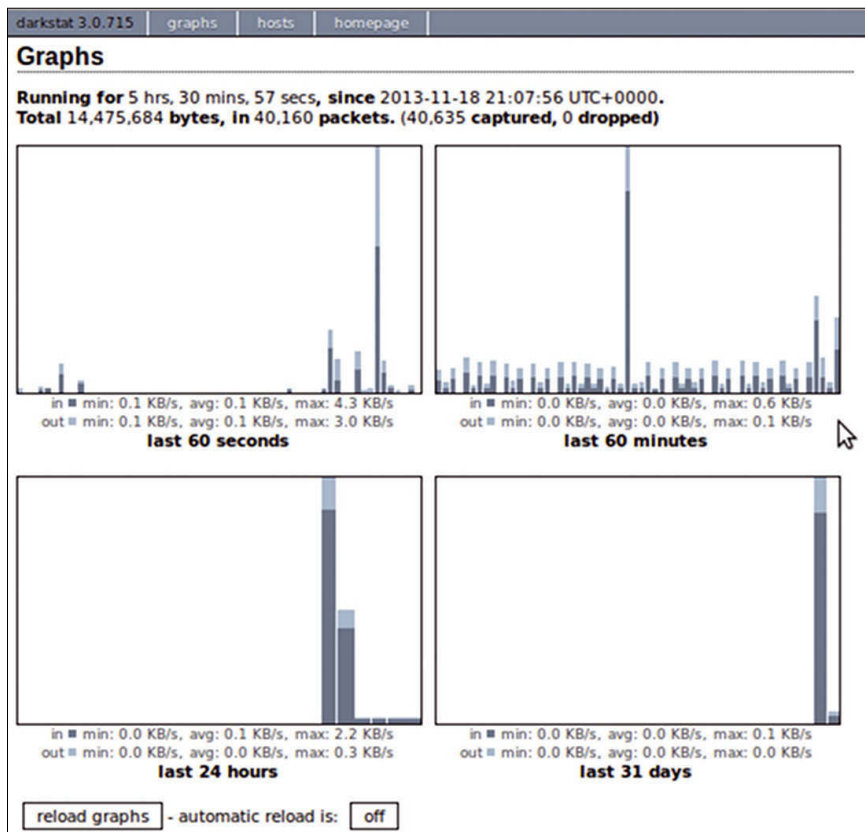 darkstat 3.0.715 graphs hosts homepage
Graphs
Running for 5 hrs, 30 mins, 57 secs, since 2013-11-18 21:07:56 UTC+0000.
Total 14,475,684 bytes, in 40,160 packets. (40,635 captured, 0 dropped)
in min: 0.1 KB/s, avg: 0.1 KB/s, max: 4.3 KB/s
out min: 0.1 KB/s, avg: 0.1 KB/s, max: 3.0 KB/s
last 60 seconds
in min: 0.0 KB/s, avg: 0.0 KB/s, max: 0.6 KB/s
out min: 0.0 KB/s, avg: 0.0 KB/s, max: 0.1 KB/s
last 60 minutes
in min: 0.0 KB/s, avg: 0.1 KB/s, max: 2.2 KB/s
out min: 0.0 KB/s, avg: 0.0 KB/s, max: 0.3 KB/s
last 24 hours
in min: 0.0 KB/s, avg: 0.0 KB/s, max: 0.1 KB/s
out min: 0.0 KB/s, avg: 0.0 KB/s, max: 0.0 KB/s
last 31 days
reload graphs - automatic reload is: off